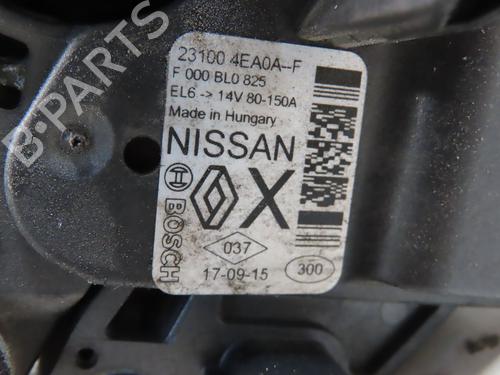 B-PARTS
23100 4EA0A--F
F 000 BL0 825
EL6 -> 14V 80-150A
Made in Hungary
NISSAN
BOSCH
X
037
17-09-15
300